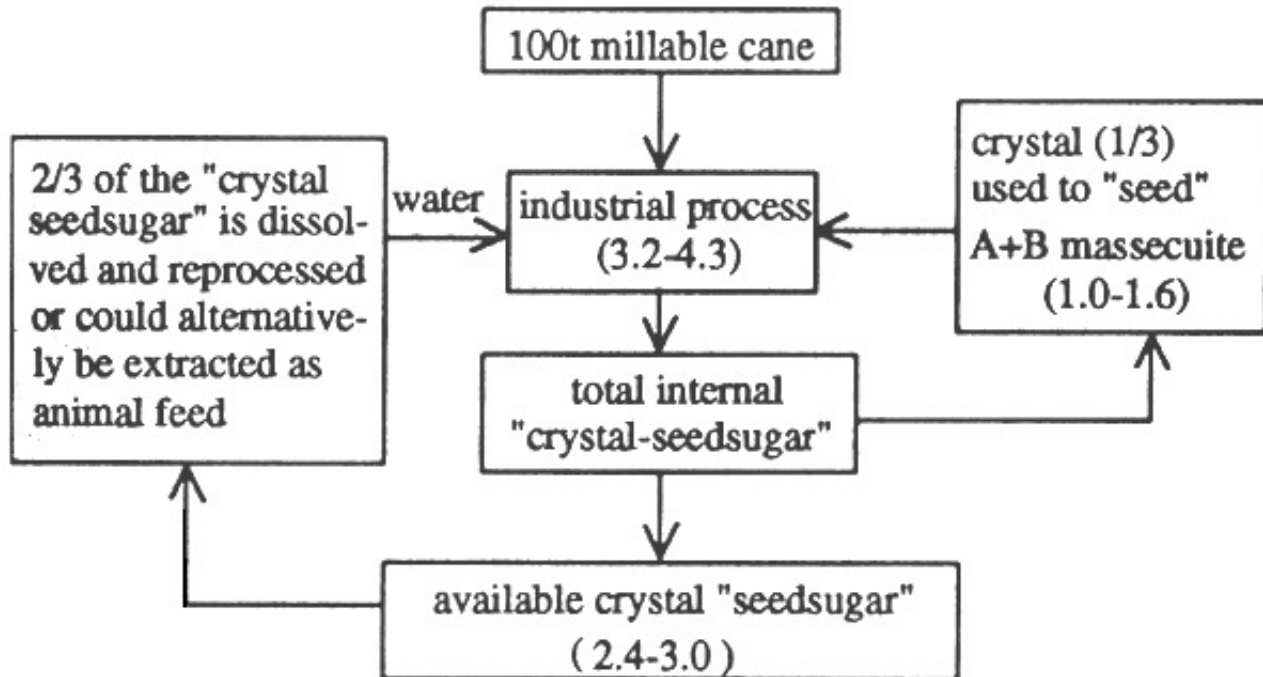 100t millable cane
2/3 of the "crystal
seedsugar" is dissol-
ved and reprocessed
or could alternative-
ly be extracted as
animal feed
water
industrial process
(3.2-4.3)
crystal (1/3)
used to "seed"
A+B massecuite
(1.0-1.6)
total internal
"crystal-seedsugar"
available crystal "seedsugar"
( 2.4-3.0 )